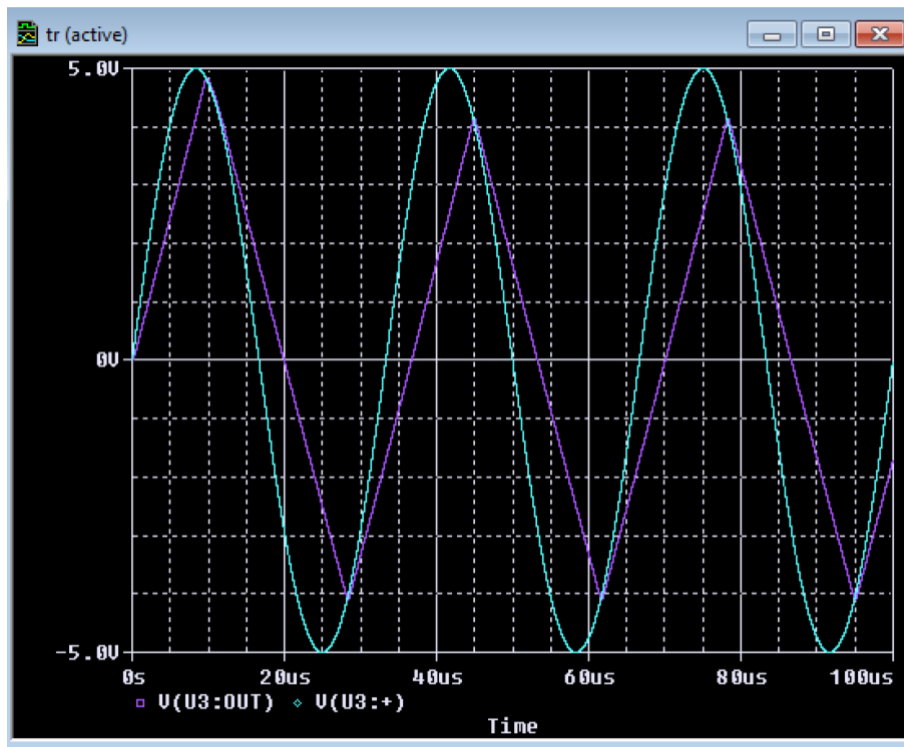 tr (active)
5.0V
0V
-5.0V
0s 20us 40us 60us 80us 100us
V(U3:OUT) V(U3:+)
Time